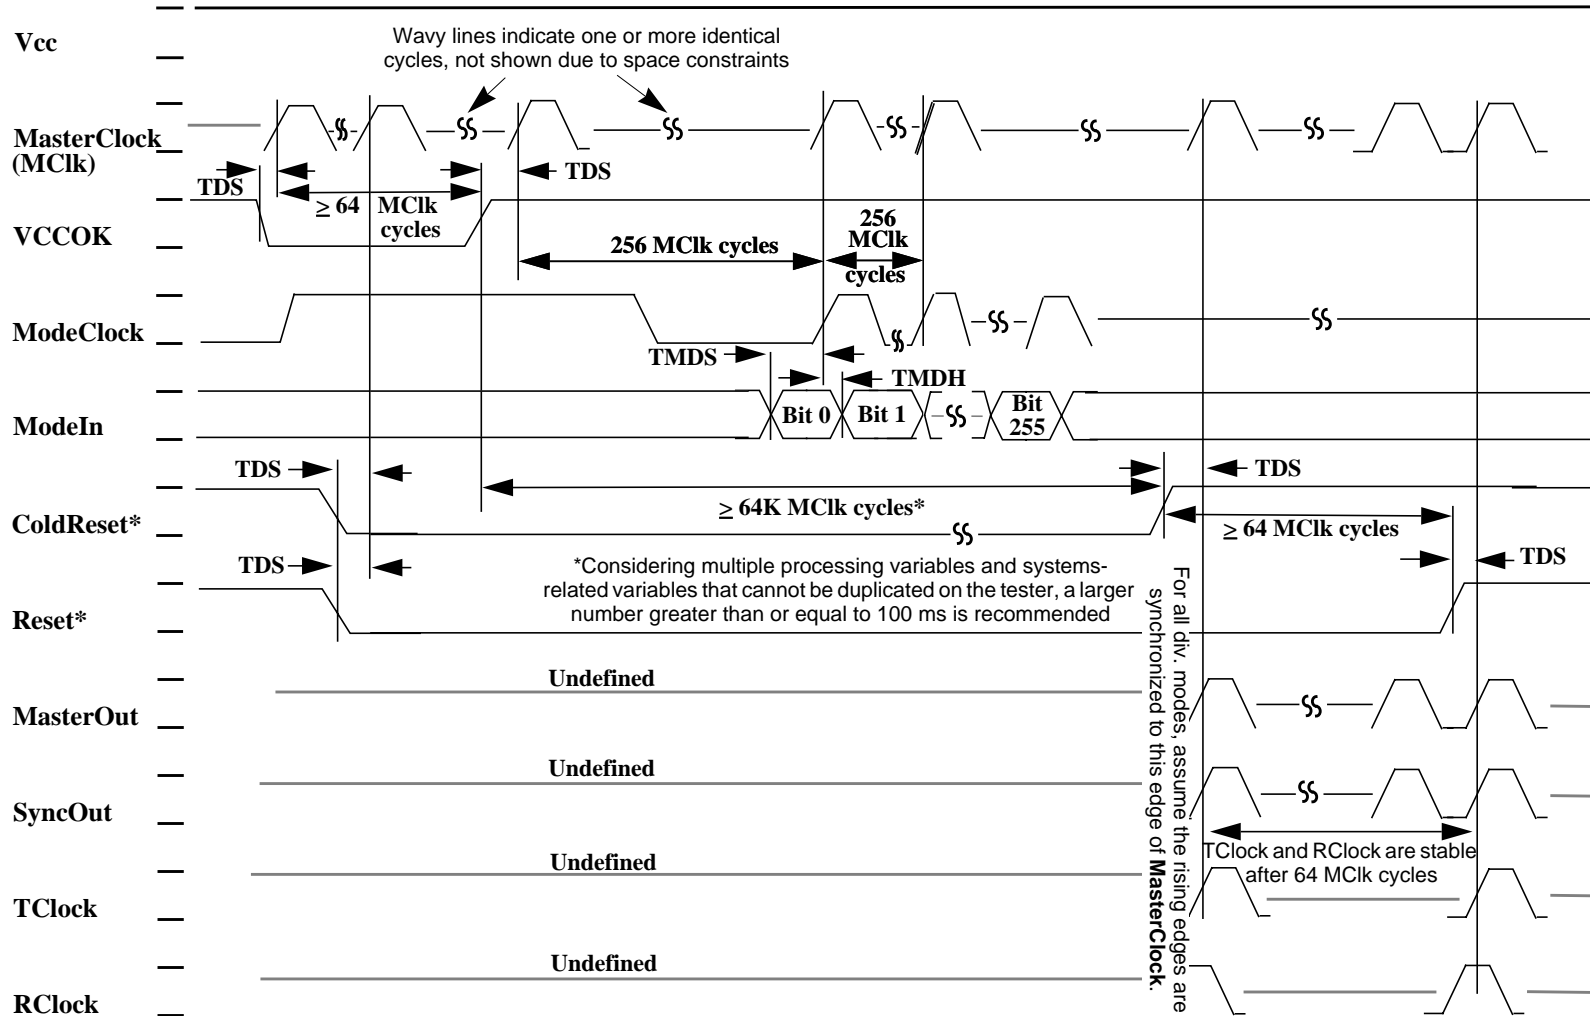 Vcc
Wavy lines indicate one or more identical
cycles, not shown due to space constraints
MasterClock
(MClk)
TDS
TDS
≥ 64 MClk
cycles
VCCOK
256 MClk cycles
256
MClk
cycles
ModeClock
TMDS
TMDH
ModeIn
Bit 0
Bit 1
Bit
255
TDS
TDS
ColdReset*
≥ 64K MClk cycles*
≥ 64 MClk cycles
TDS
TDS
*Considering multiple processing variables and systems-
related variables that cannot be duplicated on the tester, a larger
number greater than or equal to 100 ms is recommended
Reset*
For all div. modes, assume the rising edges are
synchronized to this edge of MasterClock.
Undefined
MasterOut
Undefined
SyncOut
TClock and RClock are stable
after 64 MClk cycles
Undefined
TClock
Undefined
RClock